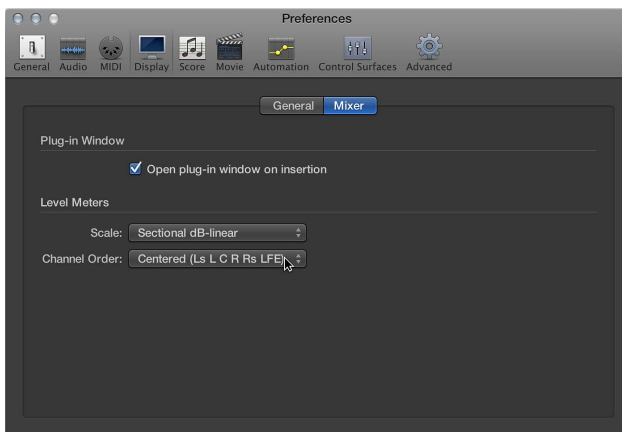 Preferences
General Audio MIDI Display Score Movie Automation Control Surfaces Advanced
General Mixer
Plug-in Window
Open plug-in window on insertion
Level Meters
Scale: Sectional dB-linear
Channel Order: Centered (Ls L C R Rs LFE)